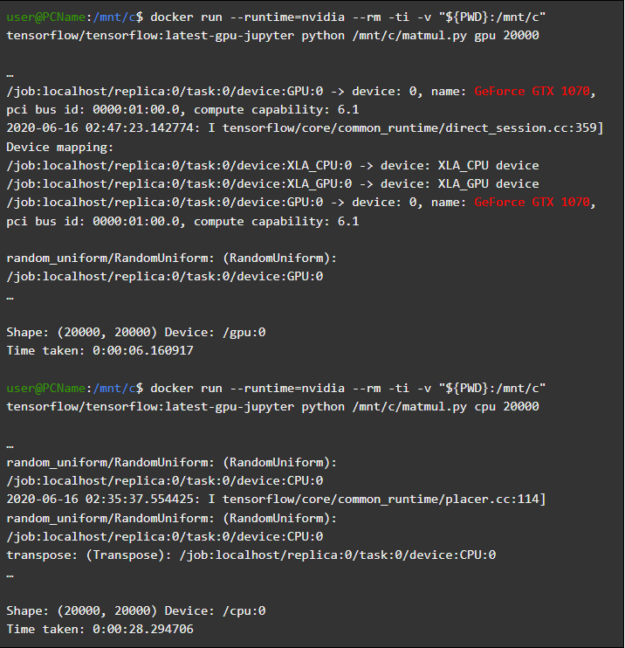 user@PCName:/mnt/c$ docker run --runtime=nvidia --rm -ti -v "${PWD}:/mnt/c"
tensorflow/tensorflow:latest-gpu-jupyter python /mnt/c/matmul.py gpu 20000
…
/job:localhost/replica:0/task:0/device:GPU:0 -> device: 0, name: GeForce GTX 1070,
pci bus id: 0000:01:00.0, compute capability: 6.1
2020-06-16 02:47:23.142774: I tensorflow/core/common_runtime/direct_session.cc:359]
Device mapping:
/job:localhost/replica:0/task:0/device:XLA_CPU:0 -> device: XLA_CPU device
/job:localhost/replica:0/task:0/device:XLA_GPU:0 -> device: XLA_GPU device
/job:localhost/replica:0/task:0/device:GPU:0 -> device: 0, name: GeForce GTX 1070,
pci bus id: 0000:01:00.0, compute capability: 6.1
random_uniform/RandomUniform: (RandomUniform):
/job:localhost/replica:0/task:0/device:GPU:0
…
Shape: (20000, 20000) Device: /gpu:0
Time taken: 0:00:06.160917
user@PCName:/mnt/c$ docker run --runtime=nvidia --rm -ti -v "${PWD}:/mnt/c"
tensorflow/tensorflow:latest-gpu-jupyter python /mnt/c/matmul.py cpu 20000
…
random_uniform/RandomUniform: (RandomUniform):
/job:localhost/replica:0/task:0/device:CPU:0
2020-06-16 02:35:37.554425: I tensorflow/core/common_runtime/placer.cc:114]
random_uniform/RandomUniform: (RandomUniform):
/job:localhost/replica:0/task:0/device:CPU:0
transpose: (Transpose): /job:localhost/replica:0/task:0/device:CPU:0
…
Shape: (20000, 20000) Device: /cpu:0
Time taken: 0:00:28.294706